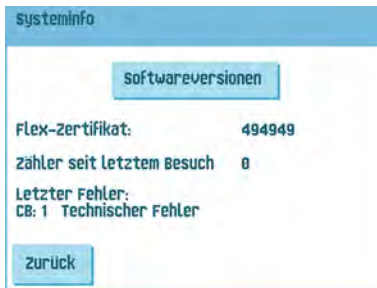 Systeminfo
Softwareversionen
Flex-Zertifikat: 494949
Zähler seit letztem Besuch 0
Letzter Fehler:
CB: 1 Technischer Fehler
Zurück